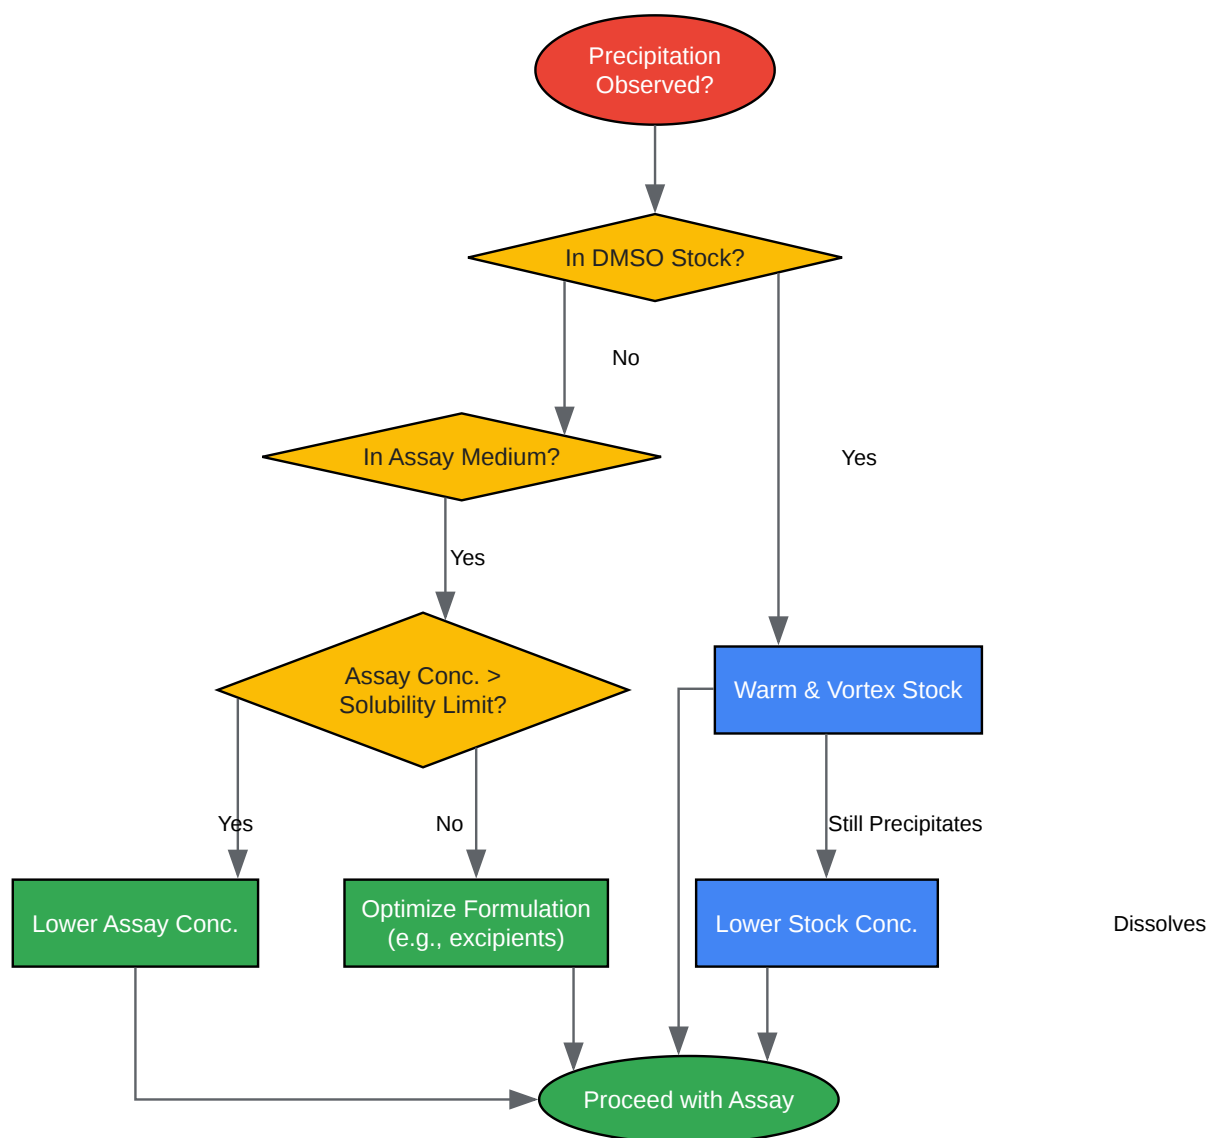 Precipitation
Observed?
In DMSO Stock?
No
In Assay Medium?
Yes
Yes
Assay Conc. >
Solubility Limit?
Warm & Vortex Stock
Yes
No
Still Precipitates
Lower Assay Conc.
Optimize Formulation
(e.g., excipients)
Lower Stock Conc.
Dissolves
Proceed with Assay